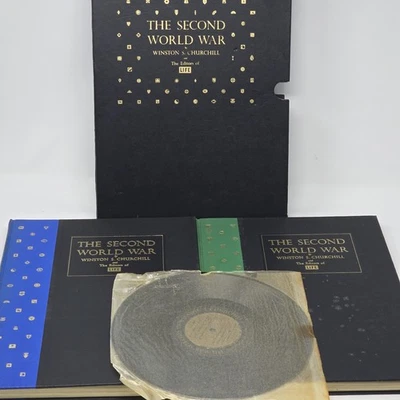 THE SECOND
WORLD WAR
WINSTON S. CHURCHILL
The Editors of
LIFE
THE SECOND
WORLD WAR
WINSTON S. CHURCHILL
The Editors of
LIFE
THE SECOND
WORLD WAR
WINSTON S. CHURCHILL
The Editors of
LIFE